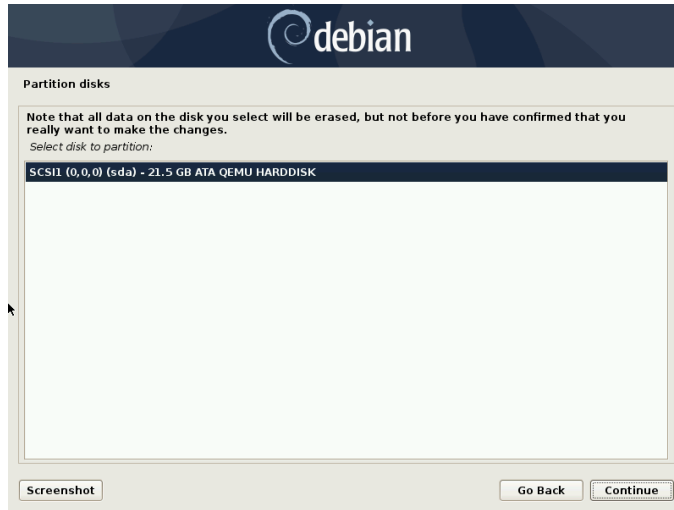 debian
Partition disks
Note that all data on the disk you select will be erased, but not before you have confirmed that you
really want to make the changes.
Select disk to partition:
SCSI1 (0,0,0) (sda) - 21.5 GB ATA QEMU HARDDISK
Screenshot
Go Back
Continue